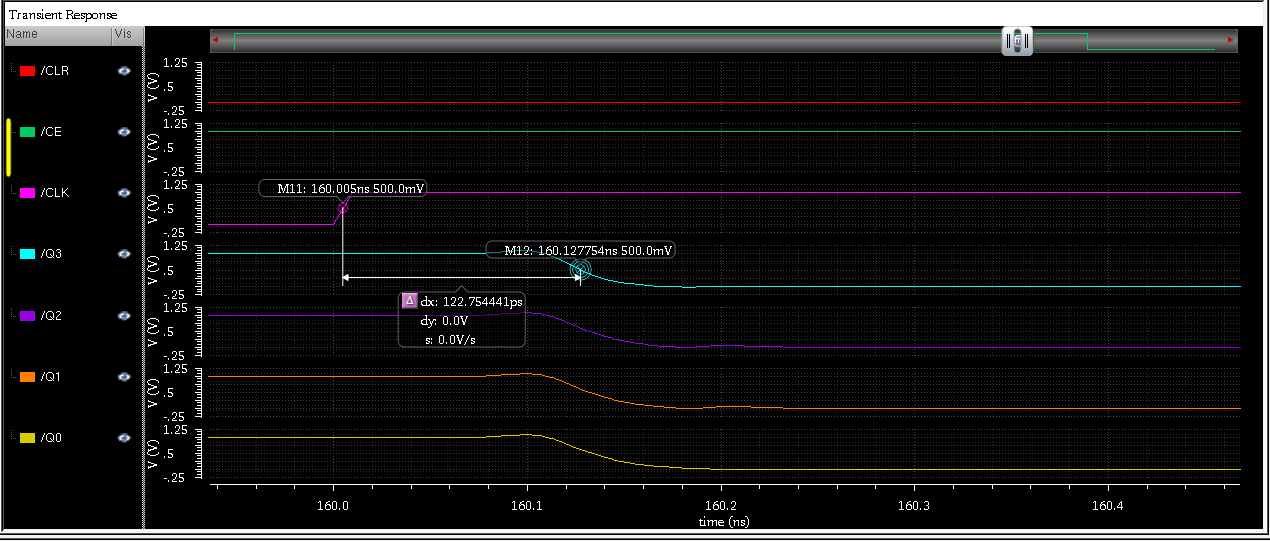 Transient Response
Name Vis
/CLR
/CE
/CLK
/Q3
/Q2
/Q1
/Q0
V (V)
1.25
.5
-.25
V (V)
1.25
.5
-.25
V (V)
1.25
.5
-.25
M11: 160.005ns 500.0mV
V (V)
1.25
.5
-.25
M12: 160.127754ns 500.0mV
Δ dx: 122.754441ps
dy: 0.0V
s: 0.0V/s
V (V)
1.25
.5
-.25
V (V)
1.25
.5
-.25
V (V)
1.25
.5
-.25
160.0 160.1 160.2 160.3 160.4
time (ns)